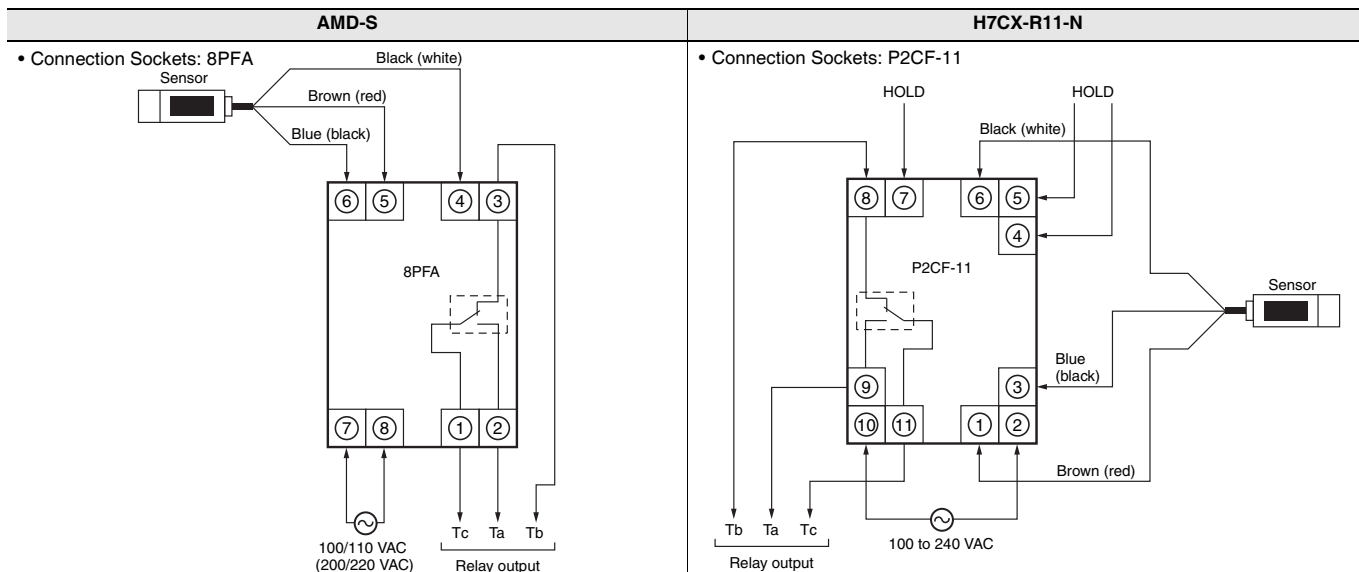 AMD-S
• Connection Sockets: 8PFA
Sensor
Black (white)
Brown (red)
Blue (black)
6 5 4 3
8PFA
7 8 1 2
Tc Ta Tb
100/110 VAC
(200/220 VAC)
Relay output
H7CX-R11-N
• Connection Sockets: P2CF-11
HOLD HOLD
Black (white)
8 7 6 5
4
P2CF-11
Sensor
Blue
(black)
9 3
10 11 1 2
Brown (red)
Tb Ta Tc
100 to 240 VAC
Relay output